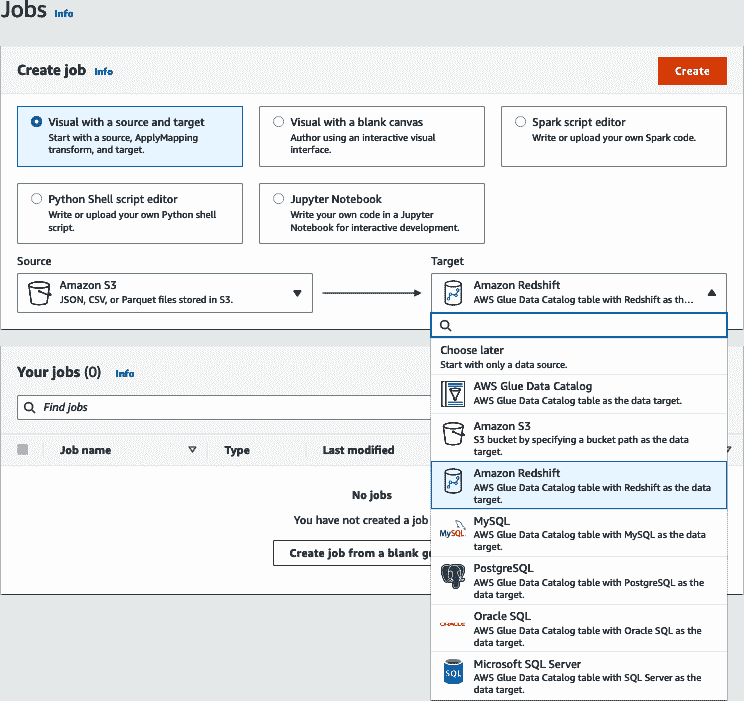 Jobs Info
Create job Info
Create
Visual with a source and target
Start with a source, ApplyMapping
transform, and target.
Visual with a blank canvas
Author using an interactive visual
interface.
Spark script editor
Write or upload your own Spark code.
Python Shell script editor
Write or upload your own Python shell
script.
Jupyter Notebook
Write your own code in a Jupyter
Notebook for interactive development.
Source
Amazon S3
JSON, CSV, or Parquet files stored in S3.
Target
Amazon Redshift
AWS Glue Data Catalog table with Redshift as th...
Choose later
Start with only a data source.
AWS Glue Data Catalog
AWS Glue Data Catalog table as the data target.
Amazon S3
S3 bucket by specifying a bucket path as the data
target.
Amazon Redshift
AWS Glue Data Catalog table with Redshift as the data
target.
MySQL
MySQL
AWS Glue Data Catalog table with MySQL as the data
target.
PostgreSQL
AWS Glue Data Catalog table with PostgreSQL as the
data target.
ORACLE
Oracle SQL
AWS Glue Data Catalog table with Oracle SQL as the
data target.
SQL
Microsoft SQL Server
AWS Glue Data Catalog table with SQL Server as the
data target.
Your jobs (0) Info
Find jobs
Job name
Type
Last modified
No jobs
You have not created a job
Create job from a blank g